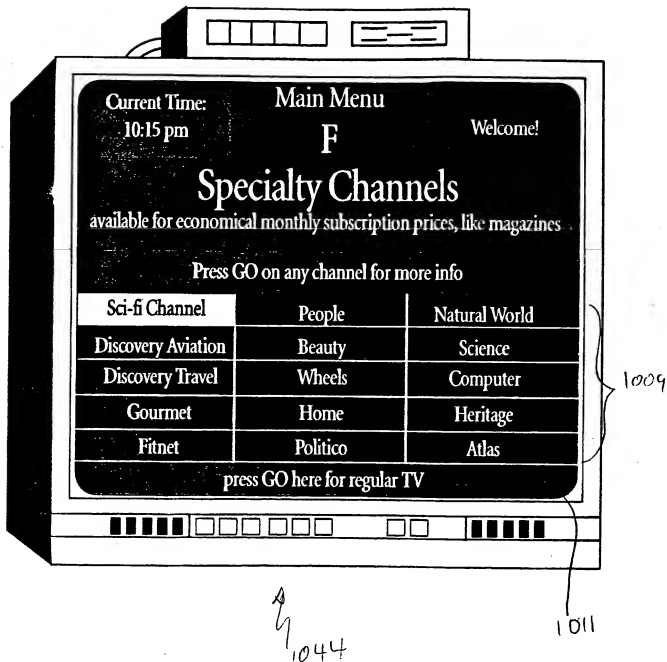 Current Time: Main Menu
10:15 pm F Welcome!
Specialty Channels
available for economical monthly subscription prices, like magazines
Press GO on any channel for more info
Sci-fi Channel People Natural World
Discovery Aviation Beauty Science
Discovery Travel Wheels Computer
Gourmet Home Heritage
Fitnet Politico Atlas
press GO here for regular TV
1009
1011
1044